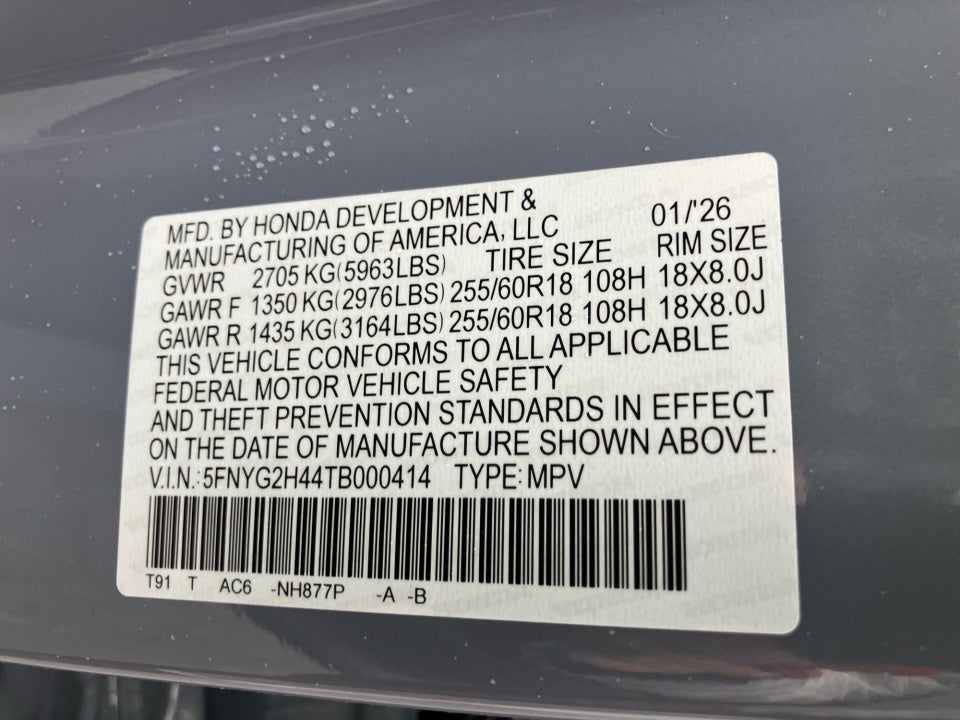 MFD. BY HONDA DEVELOPMENT &
MANUFACTURING OF AMERICA, LLC 01/'26
GVWR 2705 KG(5963LBS) TIRE SIZE RIM SIZE
GAWR F 1350 KG(2976LBS) 255/60R18 108H 18X8.0J
GAWR R 1435 KG(3164LBS) 255/60R18 108H 18X8.0J
THIS VEHICLE CONFORMS TO ALL APPLICABLE
FEDERAL MOTOR VEHICLE SAFETY
AND THEFT PREVENTION STANDARDS IN EFFECT
ON THE DATE OF MANUFACTURE SHOWN ABOVE.
V.I.N.: 5FNYG2H44TB000414 TYPE: MPV
T91 T AC6 -NH877P -A -B